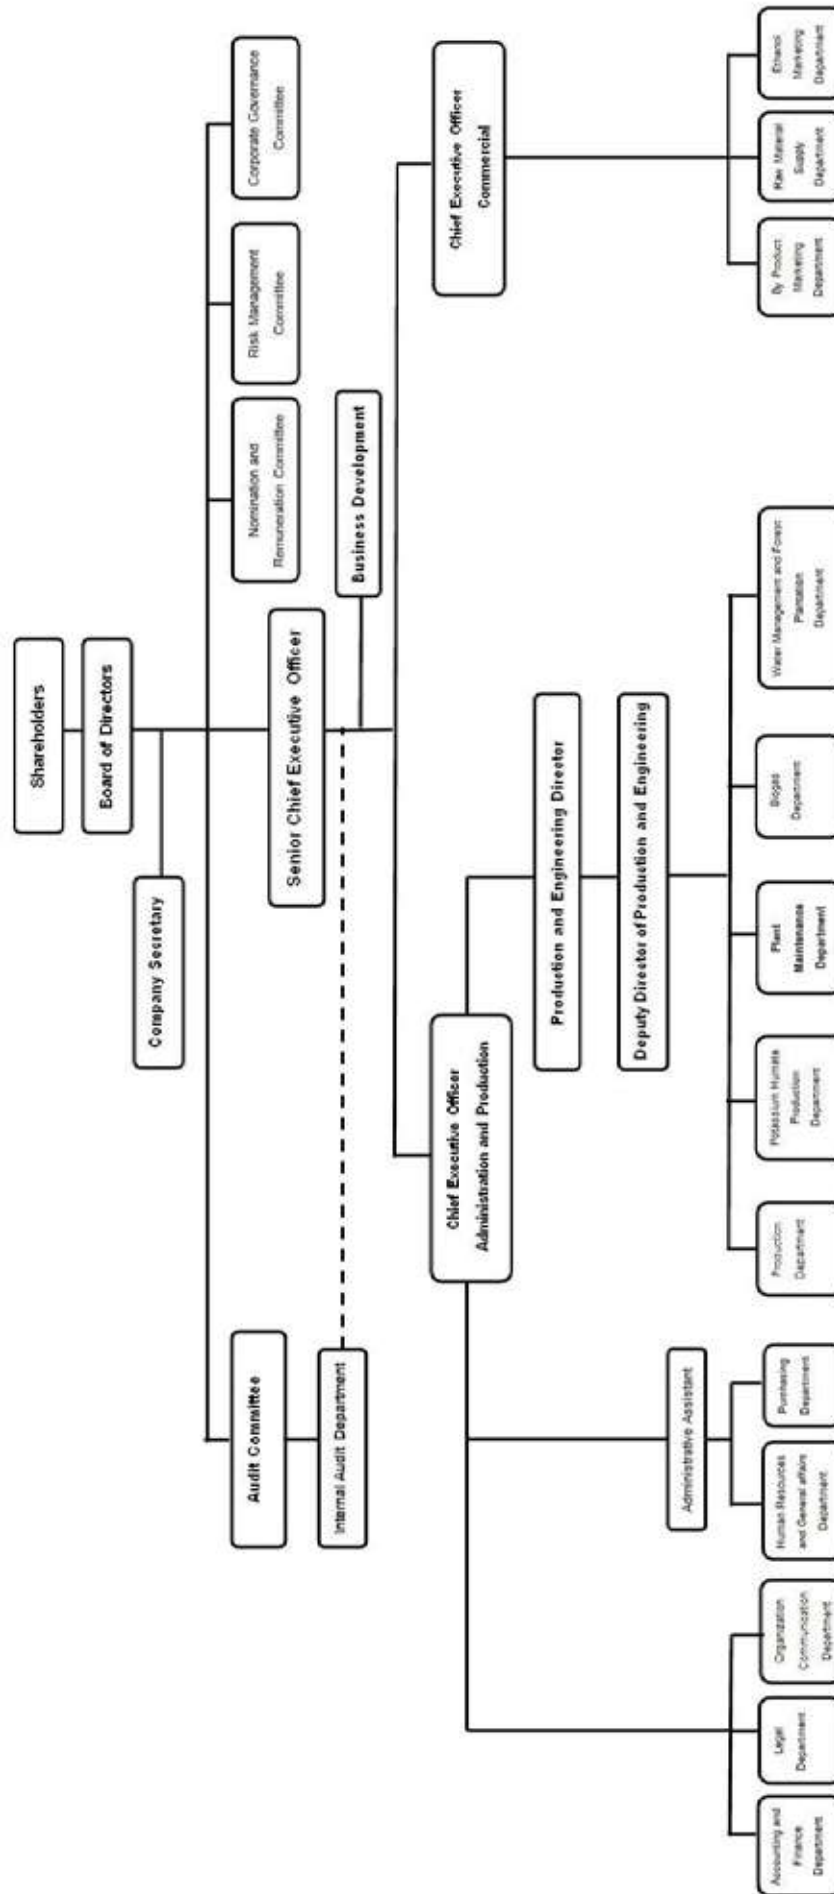 Shareholders
Board of Directors
Company Secretary
Audit Committee
Nomination and
Remuneration Committee
Risk Management
Committee
Corporate Governance
Committee
Senior Chief Executive Officer
Internal Audit Department
Business Development
Chief Executive Officer
Administration and Production
Chief Executive Officer
Commercial
Production and Engineering Director
Deputy Director of Production and Engineering
Administrative Assistant
Accounting and
Finance
Department
Legal
Department
Organization
Communication
Department
Human Resources
and General affairs
Department
Purchasing
Department
Production
Department
Potassium Humate
Production
Department
Plant
Maintenance
Department
Biogas
Department
Water Management and Forest
Plantation
Department
By Product
Marketing
Department
Raw Material
Supply
Department
Ethanol
Marketing
Department